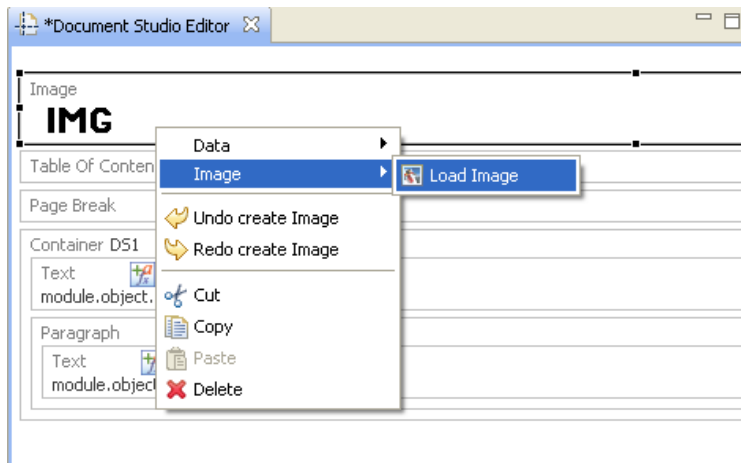 *Document Studio Editor
Image
IMG
Data
Table Of Conten
Image
Load Image
Page Break
Undo create Image
Container DS1
Redo create Image
Text
module.object.
Cut
Copy
Paragraph
Paste
Text
module.object
Delete